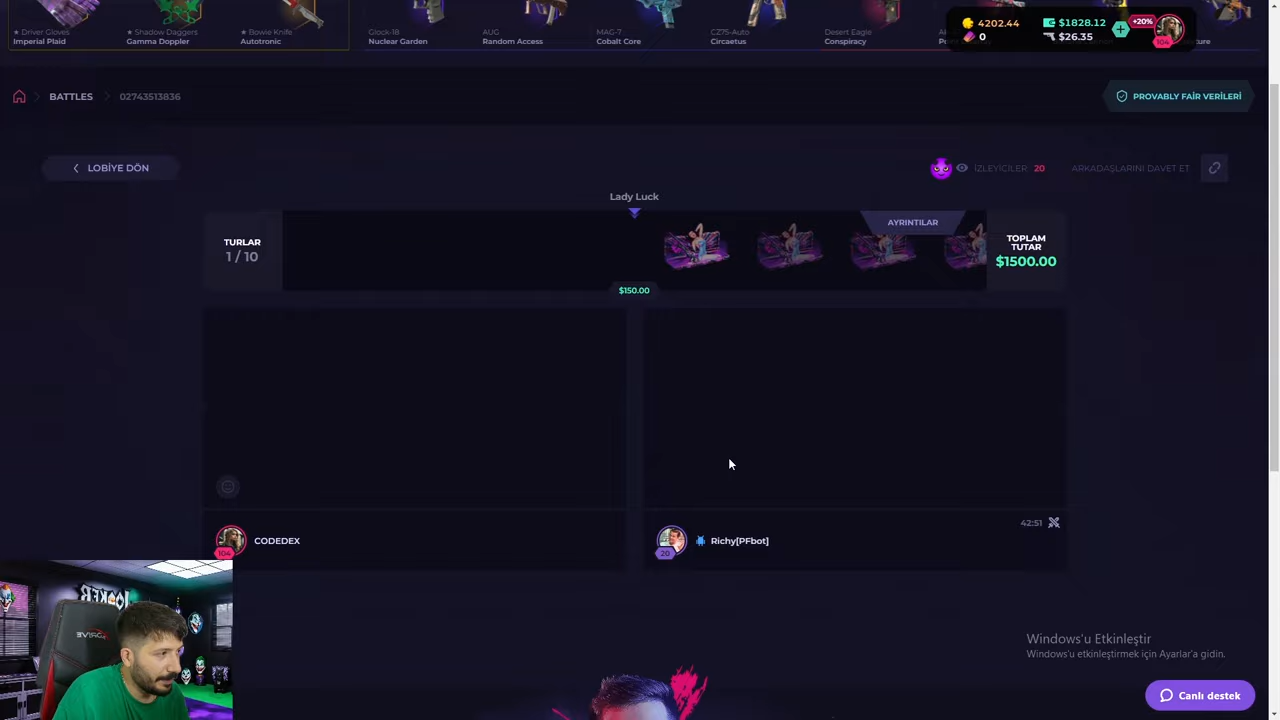 ★ Driver Gloves
Imperial Plaid
★ Shadow Daggers
Gamma Doppler
★ Bowie Knife
Autotronic
Glock-18
Nuclear Garden
AUG
Random Access
MAG-7
Cobalt Core
CZ75-Auto
Circaetus
Desert Eagle
Conspiracy
4202.44
0
$1828.12
$26.35
+20%
104
BATTLES
02743513836
PROVABLY FAİR VERİLERİ
LOBİYE DÖN
İZLEYİCİLER 20
ARKADAŞLARINI DAVET ET
Lady Luck
TURLAR
1 / 10
AYRINTILAR
TOPLAM
TUTAR
$1500.00
$150.00
104
CODEDEX
20
Richy[PFbot]
42:51
JOKER
Windows'u Etkinleştir
Windows'u etkinleştirmek için Ayarlar'a gidin.
Canlı destek